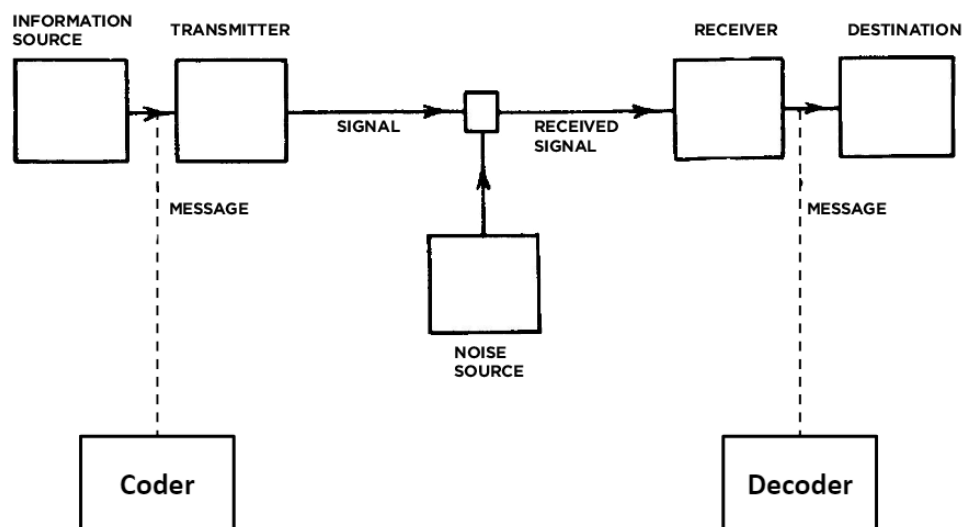 INFORMATION
SOURCE
TRANSMITTER
RECEIVER
DESTINATION
SIGNAL
RECEIVED
SIGNAL
MESSAGE
MESSAGE
NOISE
SOURCE
Coder
Decoder